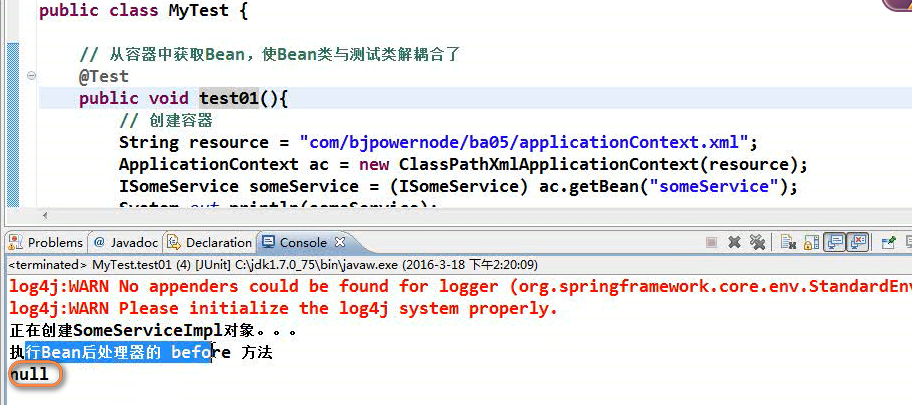 public class MyTest {
// 从容器中获取Bean，使Bean类与测试类解耦合了
@Test
public void test01(){
// 创建容器
String resource = "com/bjpowernode/ba05/applicationContext.xml";
ApplicationContext ac = new ClassPathXmlApplicationContext(resource);
ISomeService someService = (ISomeService) ac.getBean("someService");
System.out.println(someService);
Problems @ Javadoc Declaration Console
<terminated> MyTest.test01 (4) [JUnit] C:\jdk1.7.0_75\bin\javaw.exe (2016-3-18 下午2:20:09)
log4j:WARN No appenders could be found for logger (org.springframework.core.env.StandardEnv
log4j:WARN Please initialize the log4j system properly.
正在创建SomeServiceImpl对象。。。
执行Bean后处理器的 before 方法
null